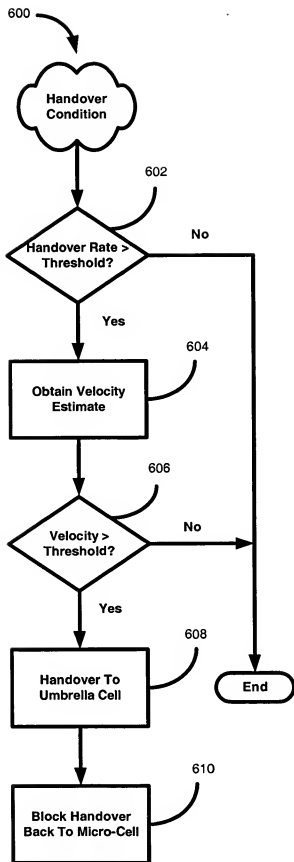 600
Handover
Condition
602
Handover Rate >
Threshold?
No
Yes
604
Obtain Velocity
Estimate
606
Velocity >
Threshold?
No
Yes
608
Handover To
Umbrella Cell
End
610
Block Handover
Back To Micro-Cell